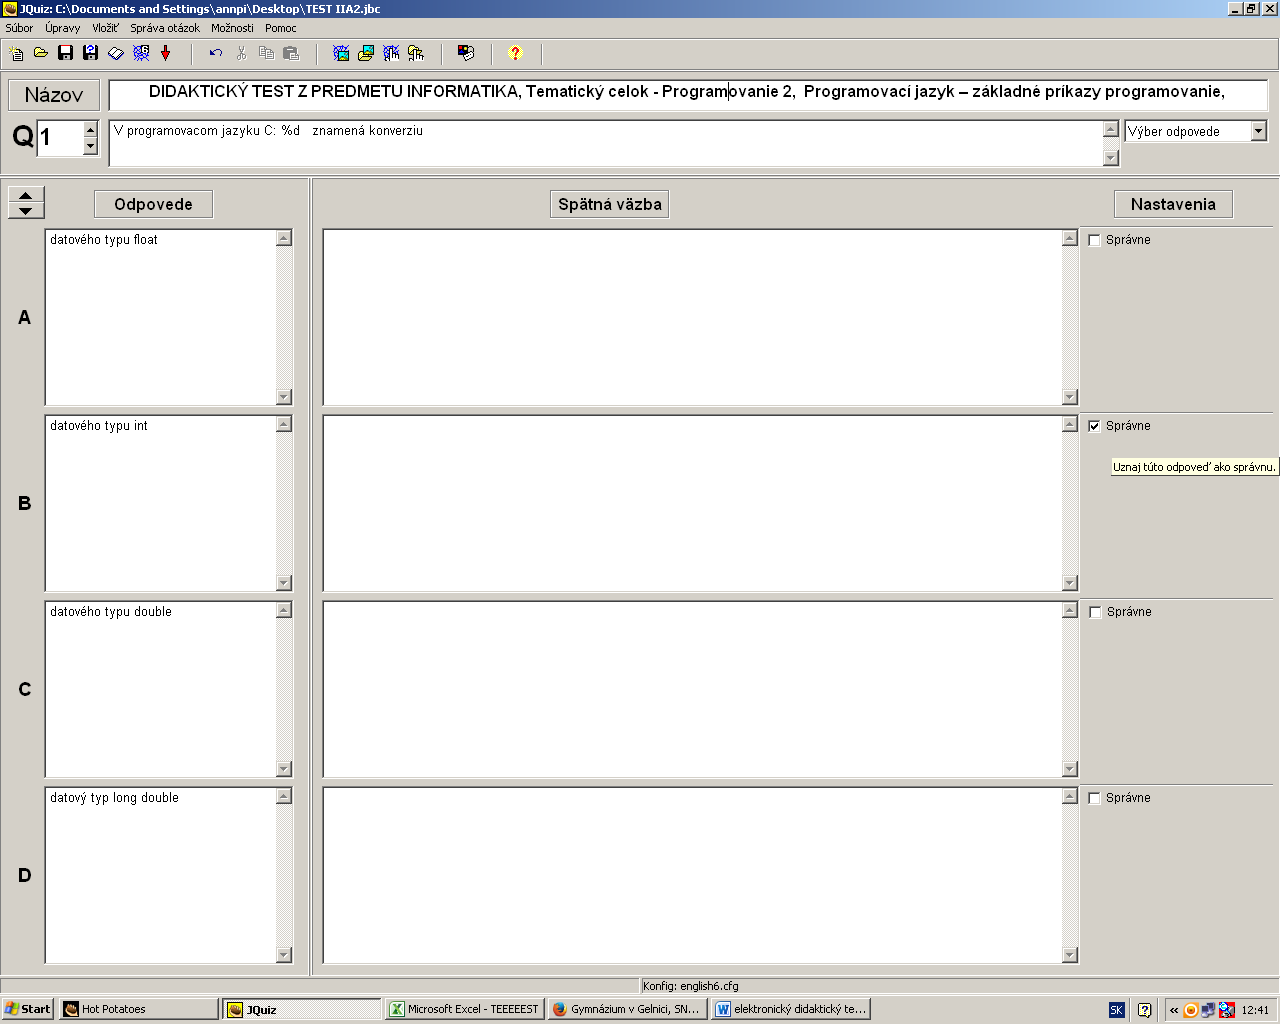 JQuiz: C:\Documents and Settings\annpi\Desktop\TEST IIA2.jbc
Súbor Úpravy Vložiť Správa otázok Možnosti Pomoc
Názov
DIDAKTICKÝ TEST Z PREDMETU INFORMATIKA, Tematický celok - Programovanie 2, Programovací jazyk – základné príkazy programovanie,
Q 1
V programovacom jazyku C: %d znamená konverziu
Výber odpovede
Odpovede
Spätná väzba
Nastavenia
A
datového typu float
Správne
B
datového typu int
Správne
Uznaj túto odpoveď ako správnu.
C
datového typu double
Správne
D
datový typ long double
Správne
Konfig: english6.cfg
Start Hot Potatoes JQuiz Microsoft Excel - TEEEEEST Gymnázium v Gelnici, SN... elektronický didaktický te... SK « 12:41